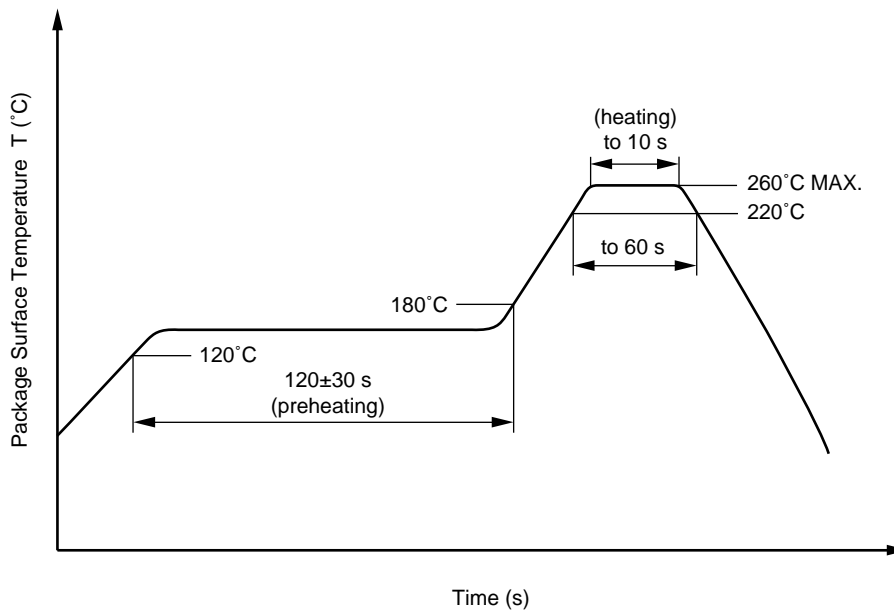 Package Surface Temperature T (˚C)
(heating)
to 10 s
260˚C MAX.
220˚C
to 60 s
180˚C
120˚C
120±30 s
(preheating)
Time (s)